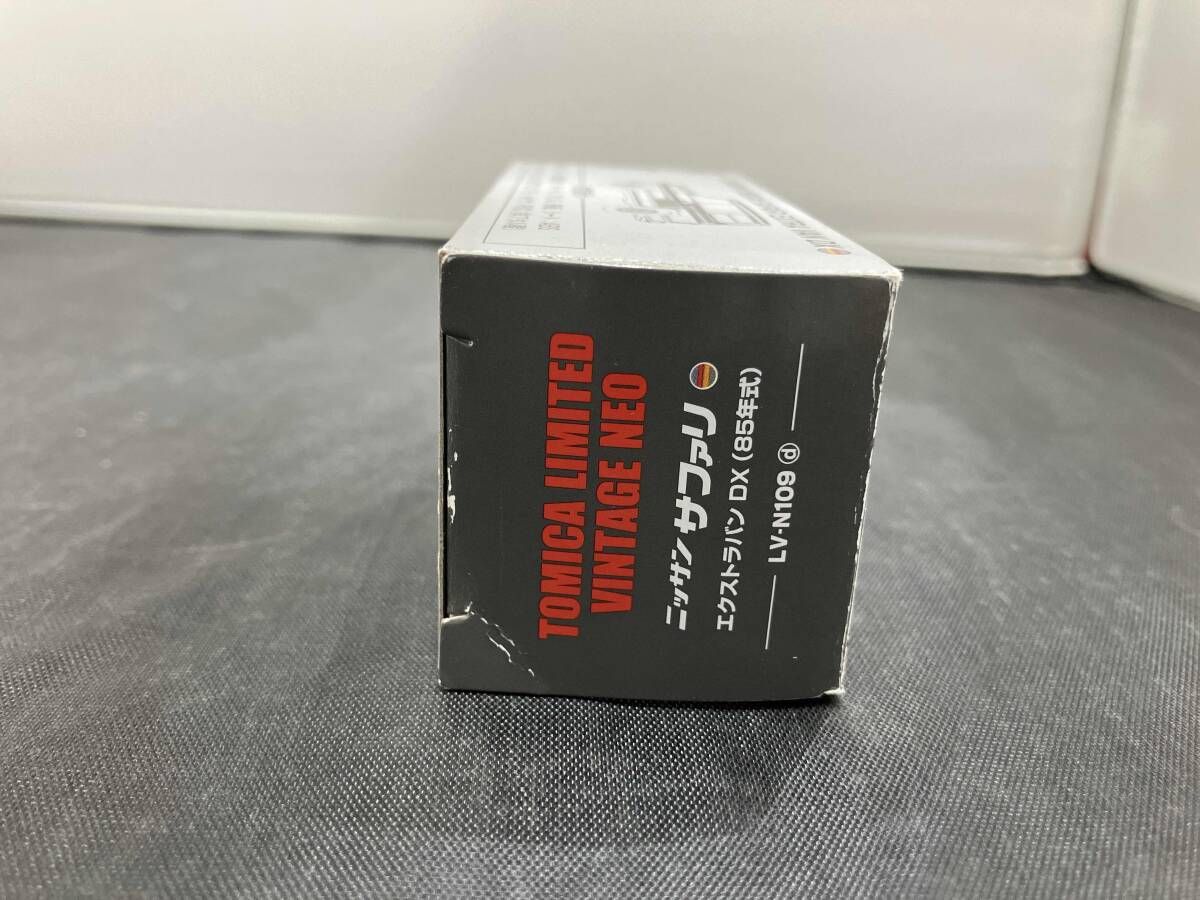 TOMICA LIMITED
VINTAGE NEO
ニッサン サファリ
エクストラバン DX (85年式)
LV-N109 ⓓ